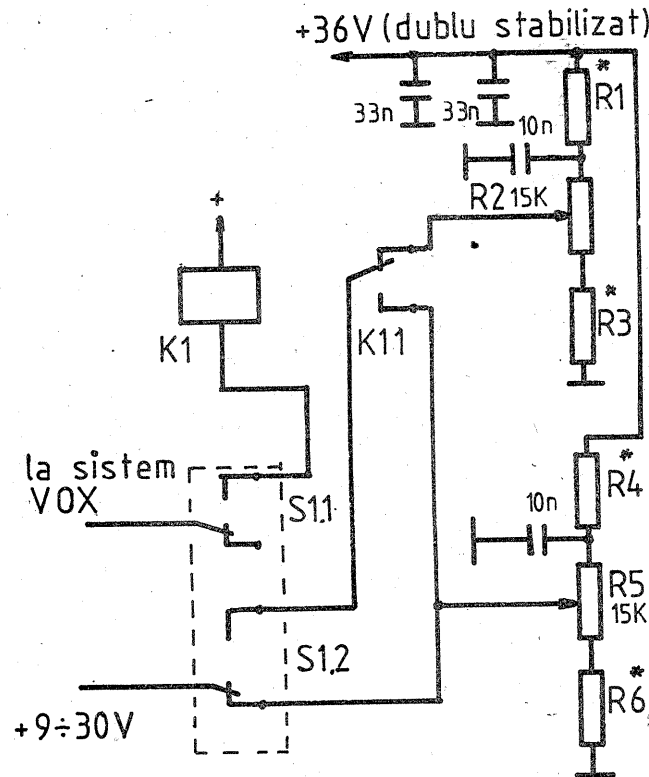 +36V (dublu stabilizat)
33n
33n
10n
*
R1
R2 15K
+
K1
K11
*
R3
la sistem
VOX
S1.1
*
R4
10n
R5
15K
S1.2
*
R6
+9÷30V